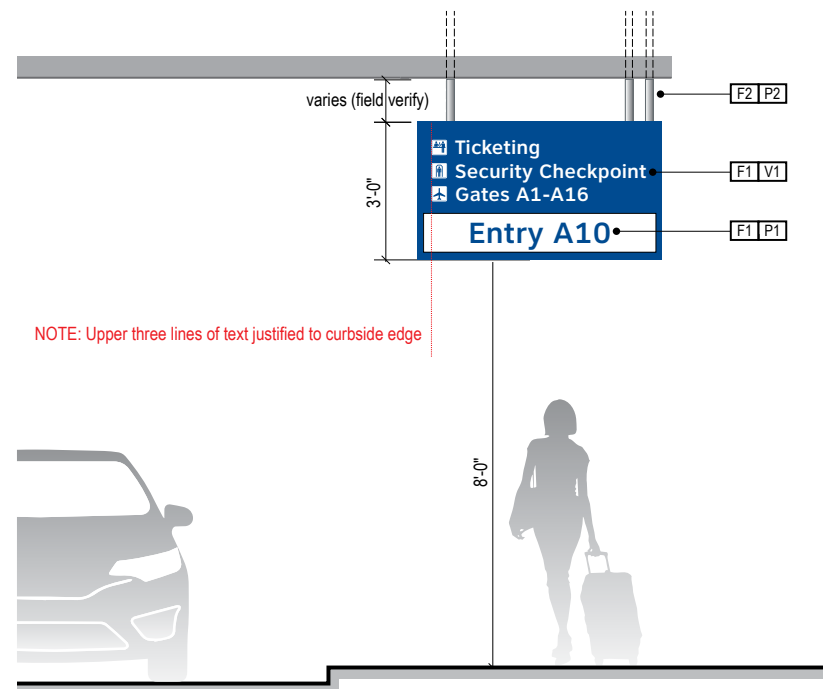 varies (field verify)
F2 P2
Ticketing
Security Checkpoint
Gates A1-A16
F1 V1
3'-0"
Entry A10
F1 P1
NOTE: Upper three lines of text justified to curbside edge
8'-0"